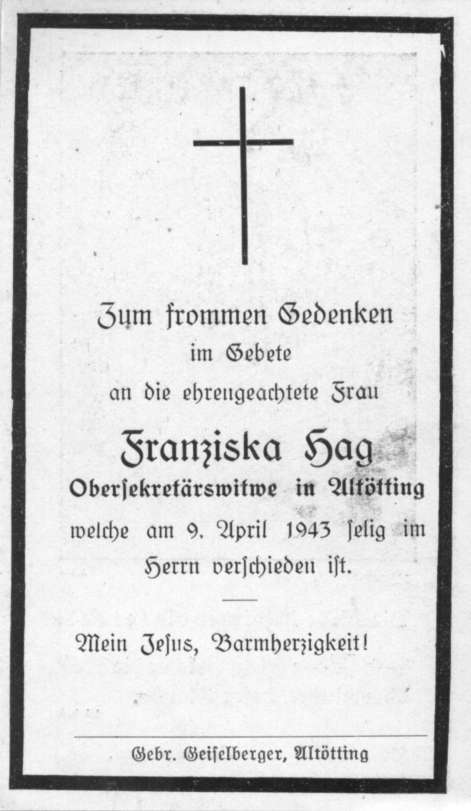 Zum frommen Gedenken
im Gebete
an die ehrengeachtete Frau
Franziska Hag
Obersekretärswitwe in Altötting
welche am 9. April 1943 selig im
Herrn verschieden ist.
Mein Jesus, Barmherzigkeit!
Gebr. Geiselberger, Altötting